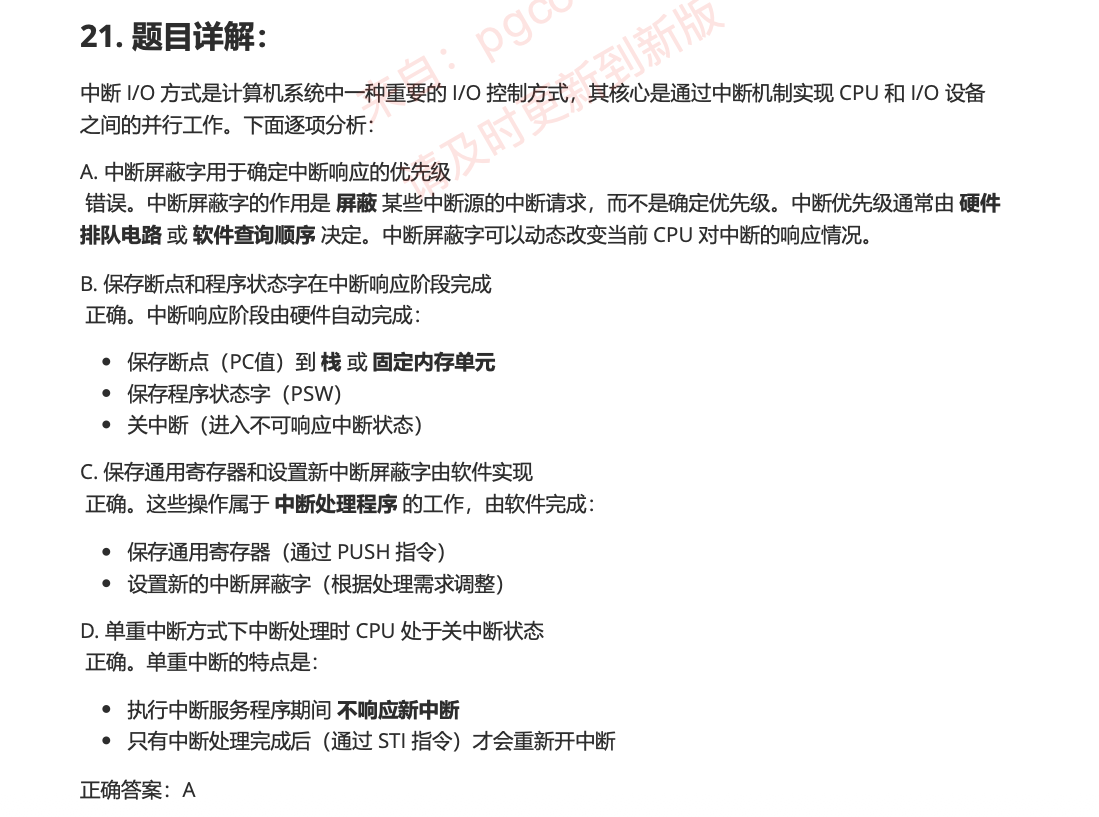 21. 题目详解：
来自：pgco
请及时更新到新版
中断 I/O 方式是计算机系统中一种重要的 I/O 控制方式，其核心是通过中断机制实现 CPU 和 I/O 设备
之间的并行工作。下面逐项分析：
A. 中断屏蔽字用于确定中断响应的优先级
错误。中断屏蔽字的作用是 屏蔽 某些中断源的中断请求，而不是确定优先级。中断优先级通常由 硬件
排队电路 或 软件查询顺序 决定。中断屏蔽字可以动态改变当前 CPU 对中断的响应情况。
B. 保存断点和程序状态字在中断响应阶段完成
正确。中断响应阶段由硬件自动完成：
• 保存断点（PC值）到 栈 或 固定内存单元
• 保存程序状态字（PSW）
• 关中断（进入不可响应中断状态）
C. 保存通用寄存器和设置新中断屏蔽字由软件实现
正确。这些操作属于 中断处理程序 的工作，由软件完成：
• 保存通用寄存器（通过 PUSH 指令）
• 设置新的中断屏蔽字（根据处理需求调整）
D. 单重中断方式下中断处理时 CPU 处于关中断状态
正确。单重中断的特点是：
• 执行中断服务程序期间 不响应新中断
• 只有中断处理完成后（通过 STI 指令）才会重新开中断
正确答案：A